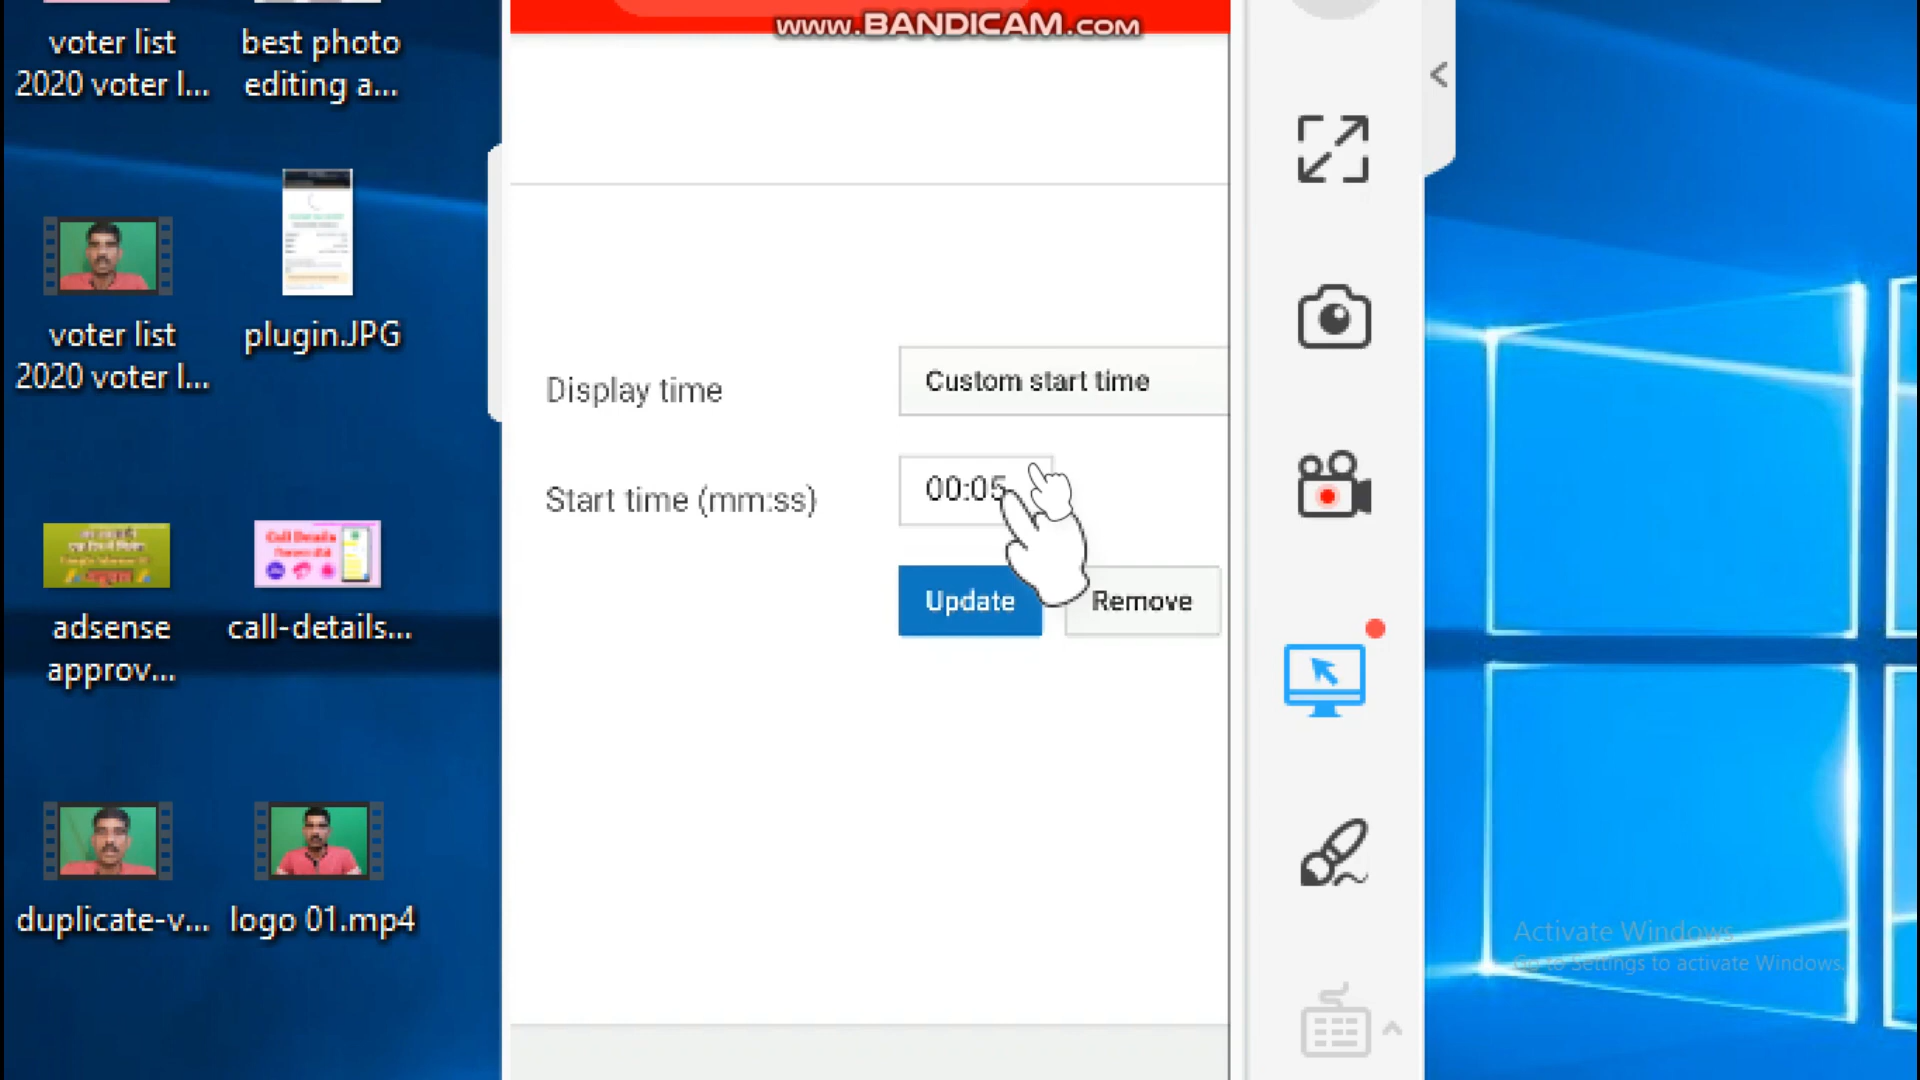 www.BANDICAM.com
voter list
2020 voter l...
best photo
editing a...
voter list
2020 voter l...
plugin.JPG
Display time
Custom start time
Start time (mm:ss)
00:05
Update
Remove
adsense
approv...
Call Details
call-details...
duplicate-v...
logo 01.mp4
Activate Windows
Go to Settings to activate Windows.